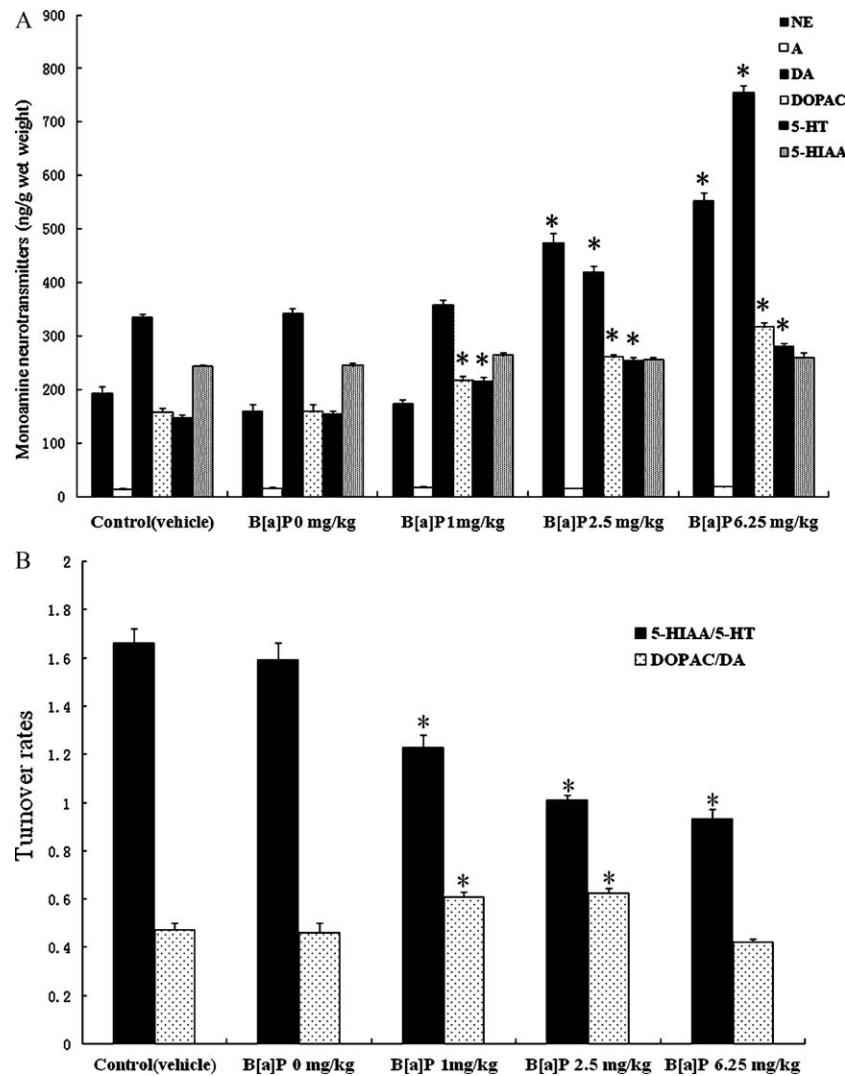 A
Monoamine neurotransmitters (ng/g wet weight)
900
800
700
600
500
400
300
200
100
0
NE
A
DA
DOPAC
5-HT
5-HIAA
* * * * * * * * * *
Control(vehicle) B[a]P 0 mg/kg B[a]P 1mg/kg B[a]P 2.5 mg/kg B[a]P 6.25 mg/kg
B
Turnover rates
2
1.8
1.6
1.4
1.2
1
0.8
0.6
0.4
0.2
0
5-HIAA/5-HT
DOPAC/DA
* * * * *
Control(vehicle) B[a]P 0 mg/kg B[a]P 1mg/kg B[a]P 2.5 mg/kg B[a]P 6.25 mg/kg